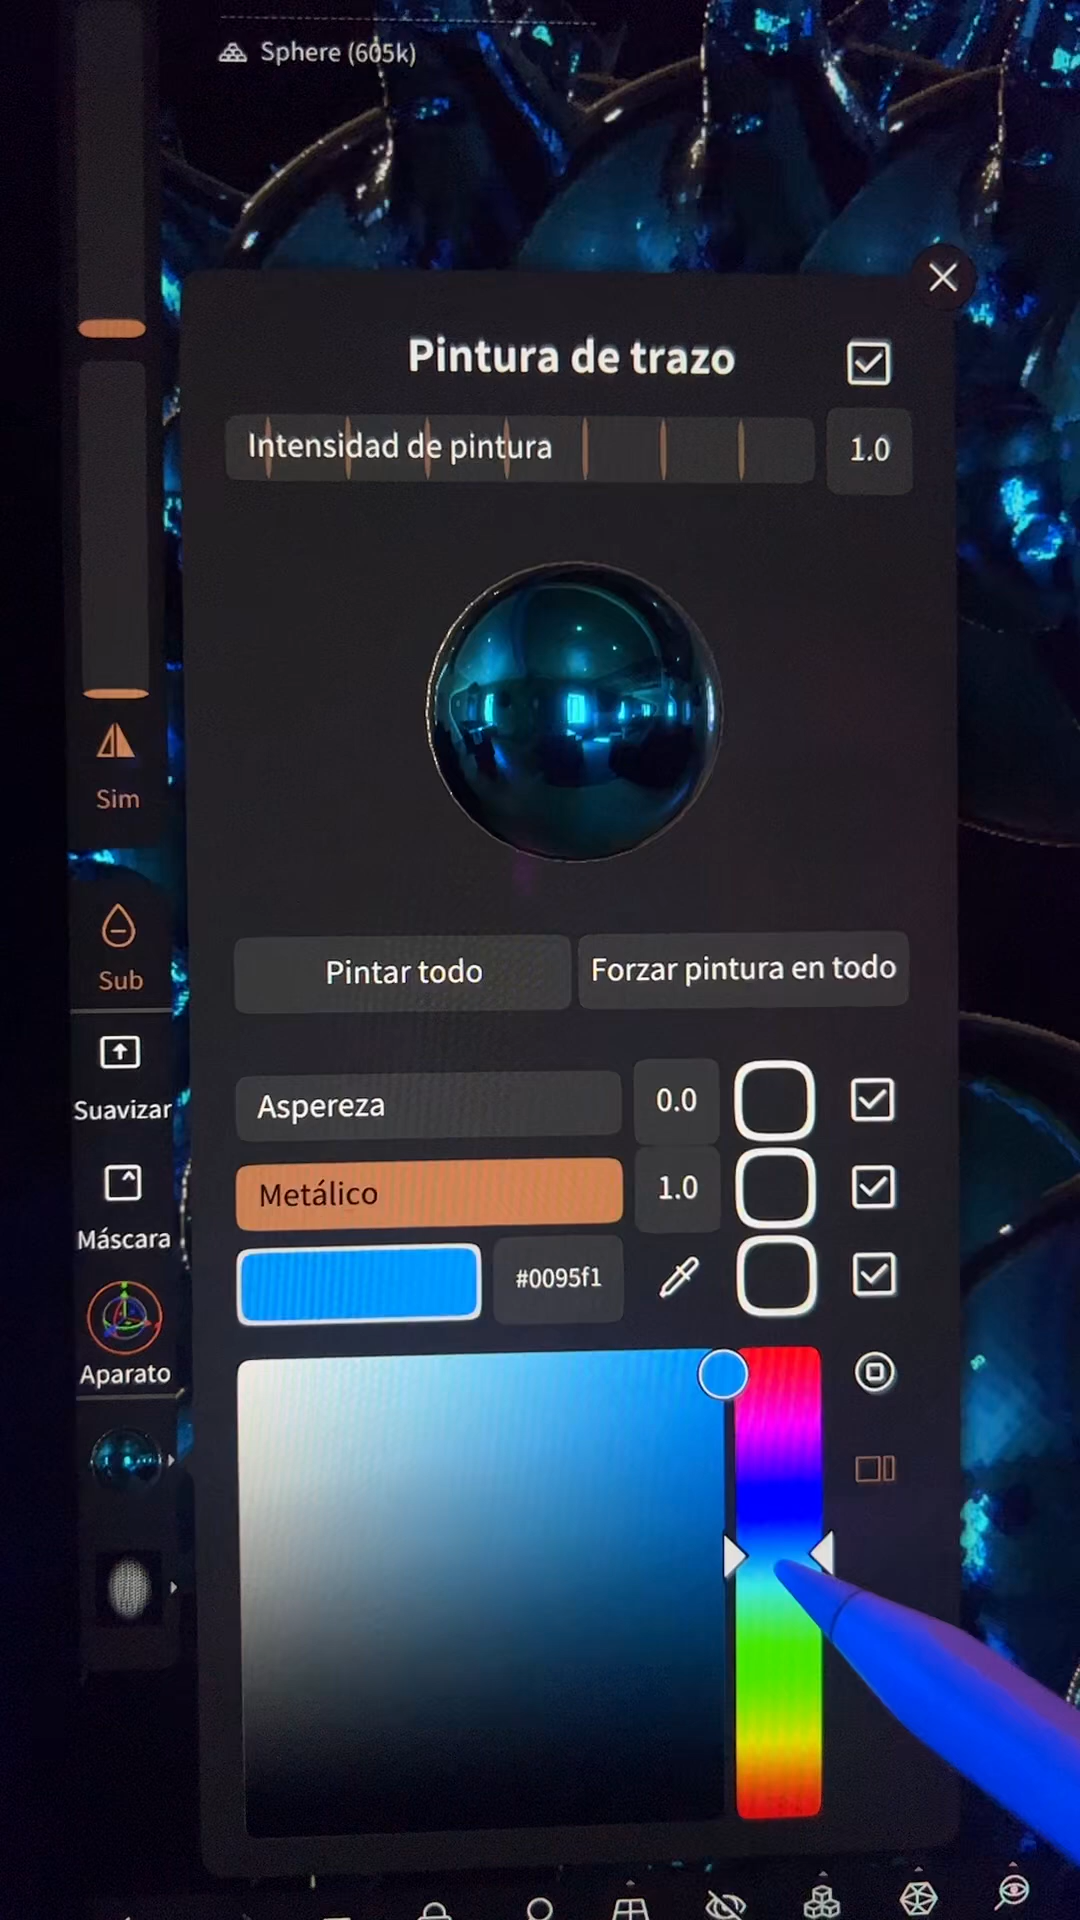 Sphere (605k)
Pintura de trazo
Intensidad de pintura 1.0
Sim
Pintar todo Forzar pintura en todo
Sub
Suavizar
Aspereza 0.0
Metálico 1.0
Máscara
#0095f1
Aparato